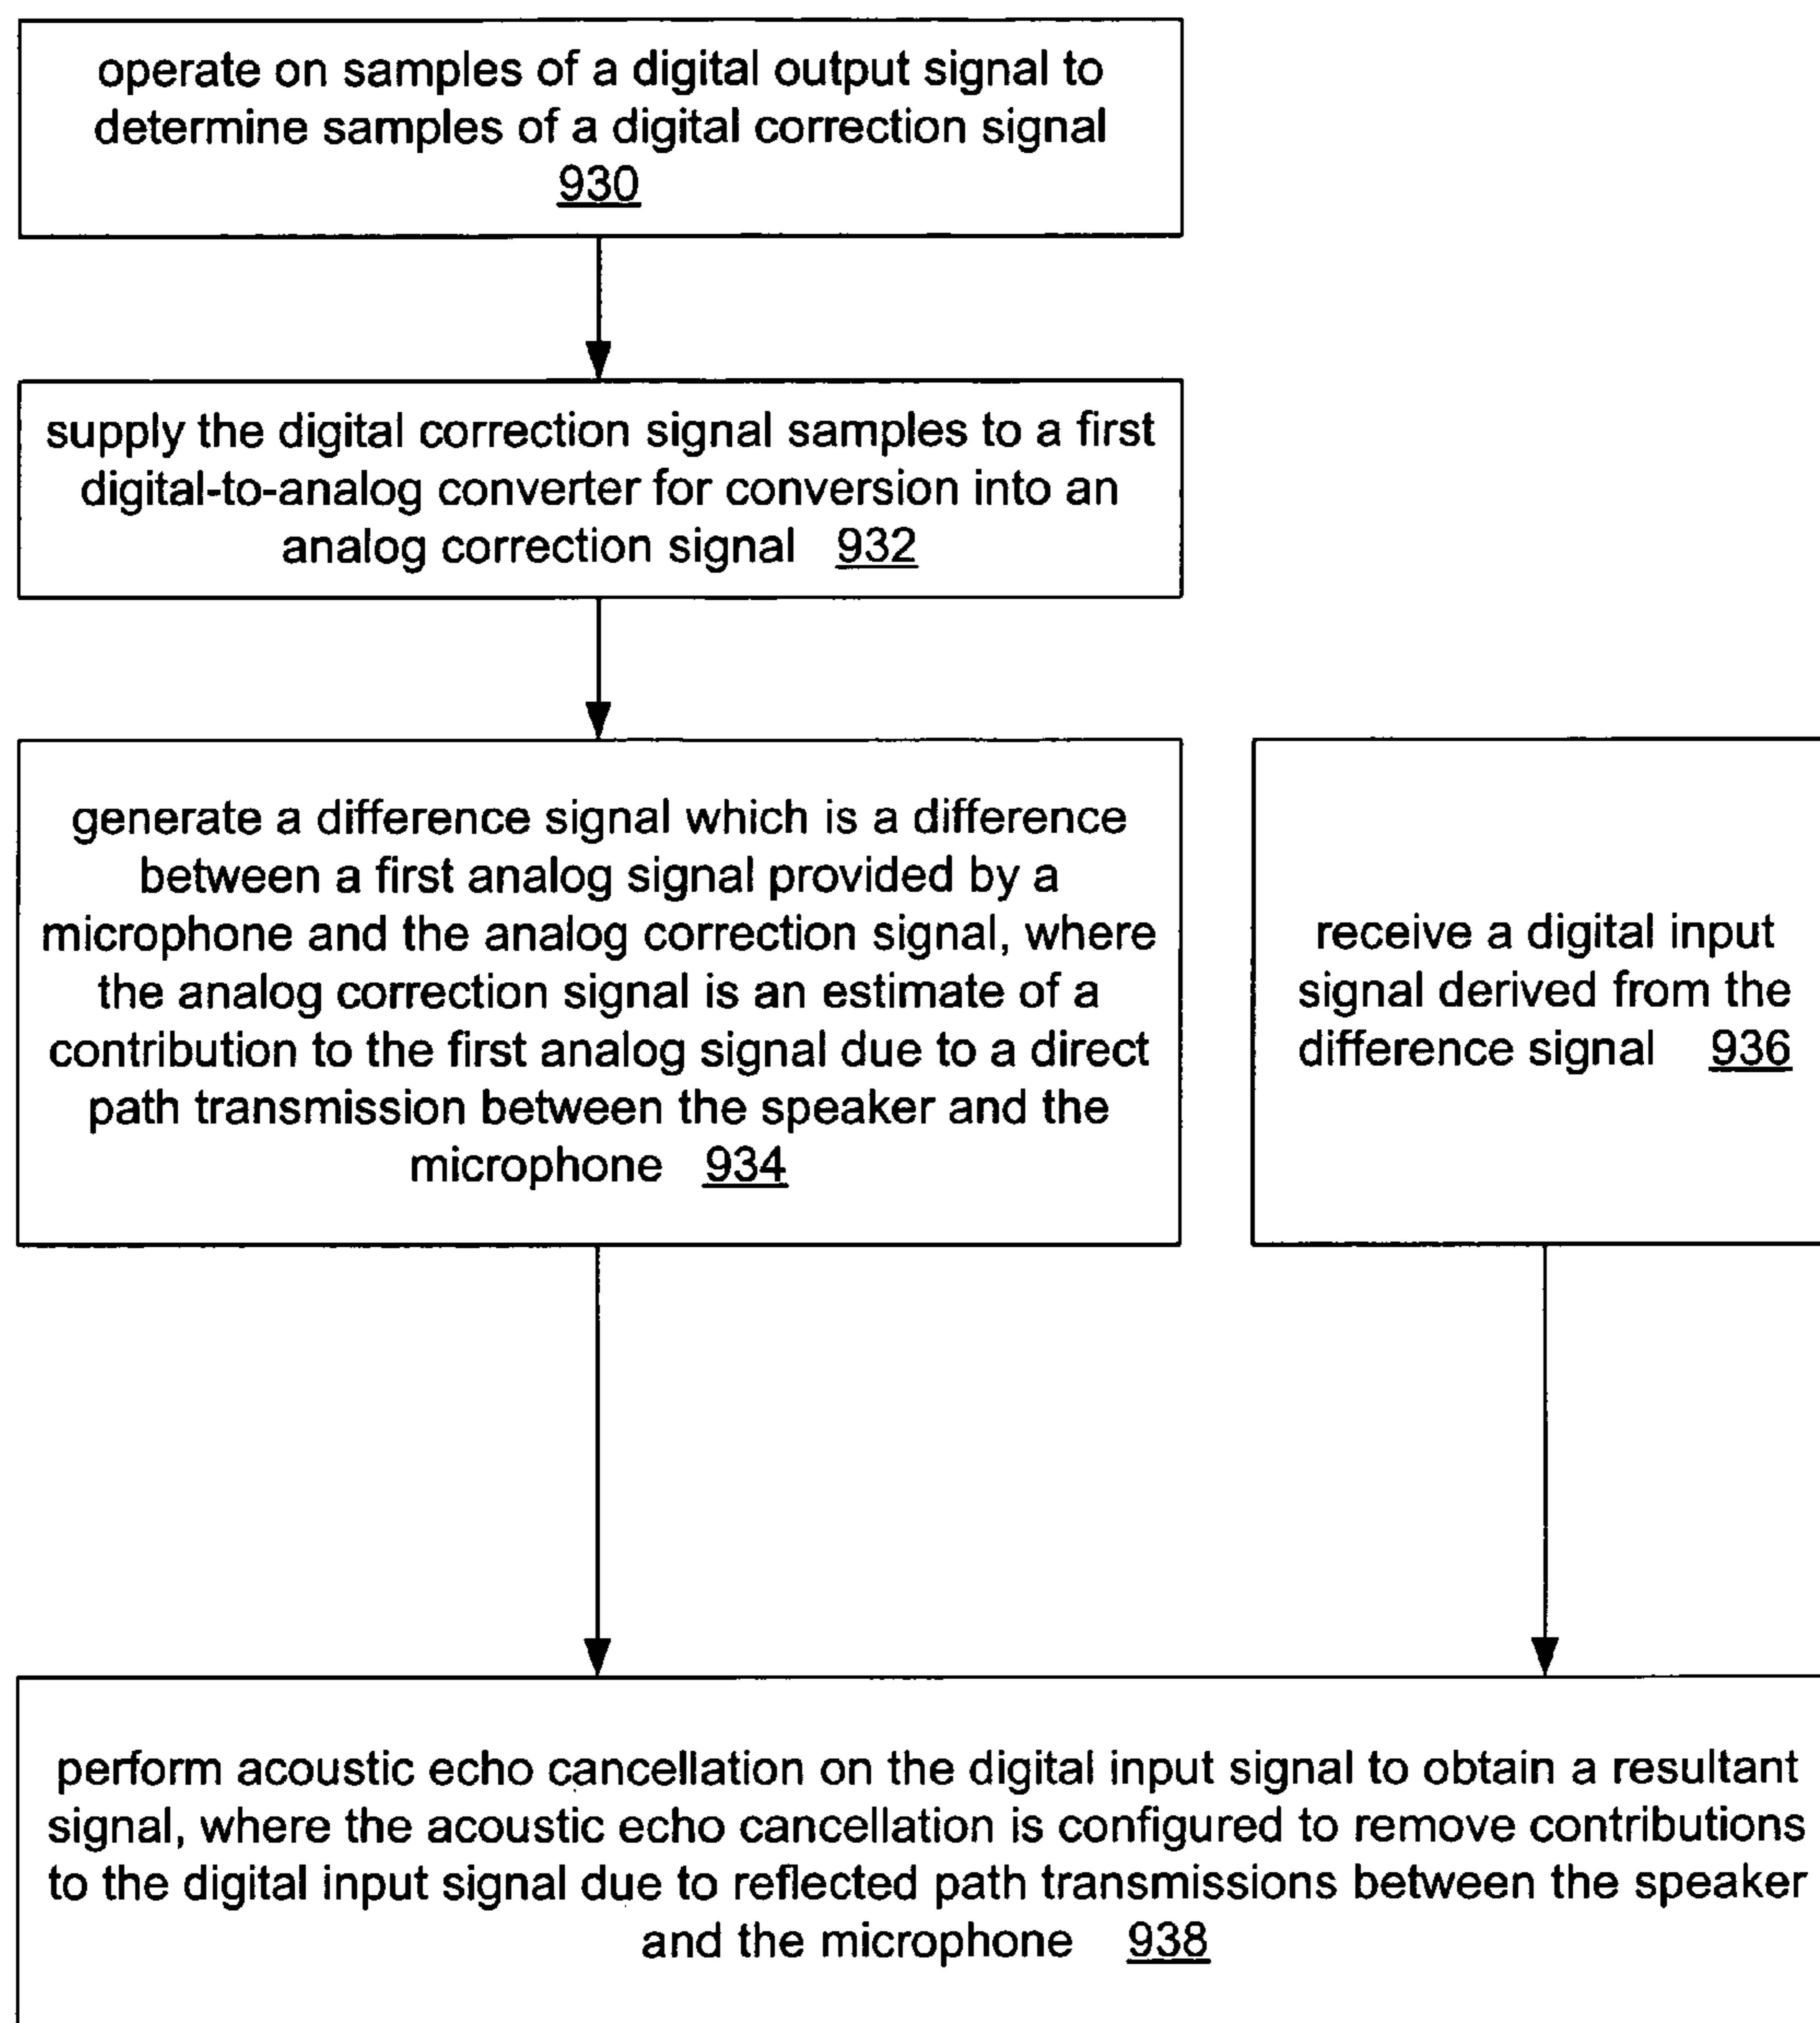 operate on samples of a digital output signal to
determine samples of a digital correction signal
930
supply the digital correction signal samples to a first
digital-to-analog converter for conversion into an
analog correction signal 932
generate a difference signal which is a difference
between a first analog signal provided by a
microphone and the analog correction signal, where
the analog correction signal is an estimate of a
contribution to the first analog signal due to a direct
path transmission between the speaker and the
microphone 934
receive a digital input
signal derived from the
difference signal 936
perform acoustic echo cancellation on the digital input signal to obtain a resultant
signal, where the acoustic echo cancellation is configured to remove contributions
to the digital input signal due to reflected path transmissions between the speaker
and the microphone 938